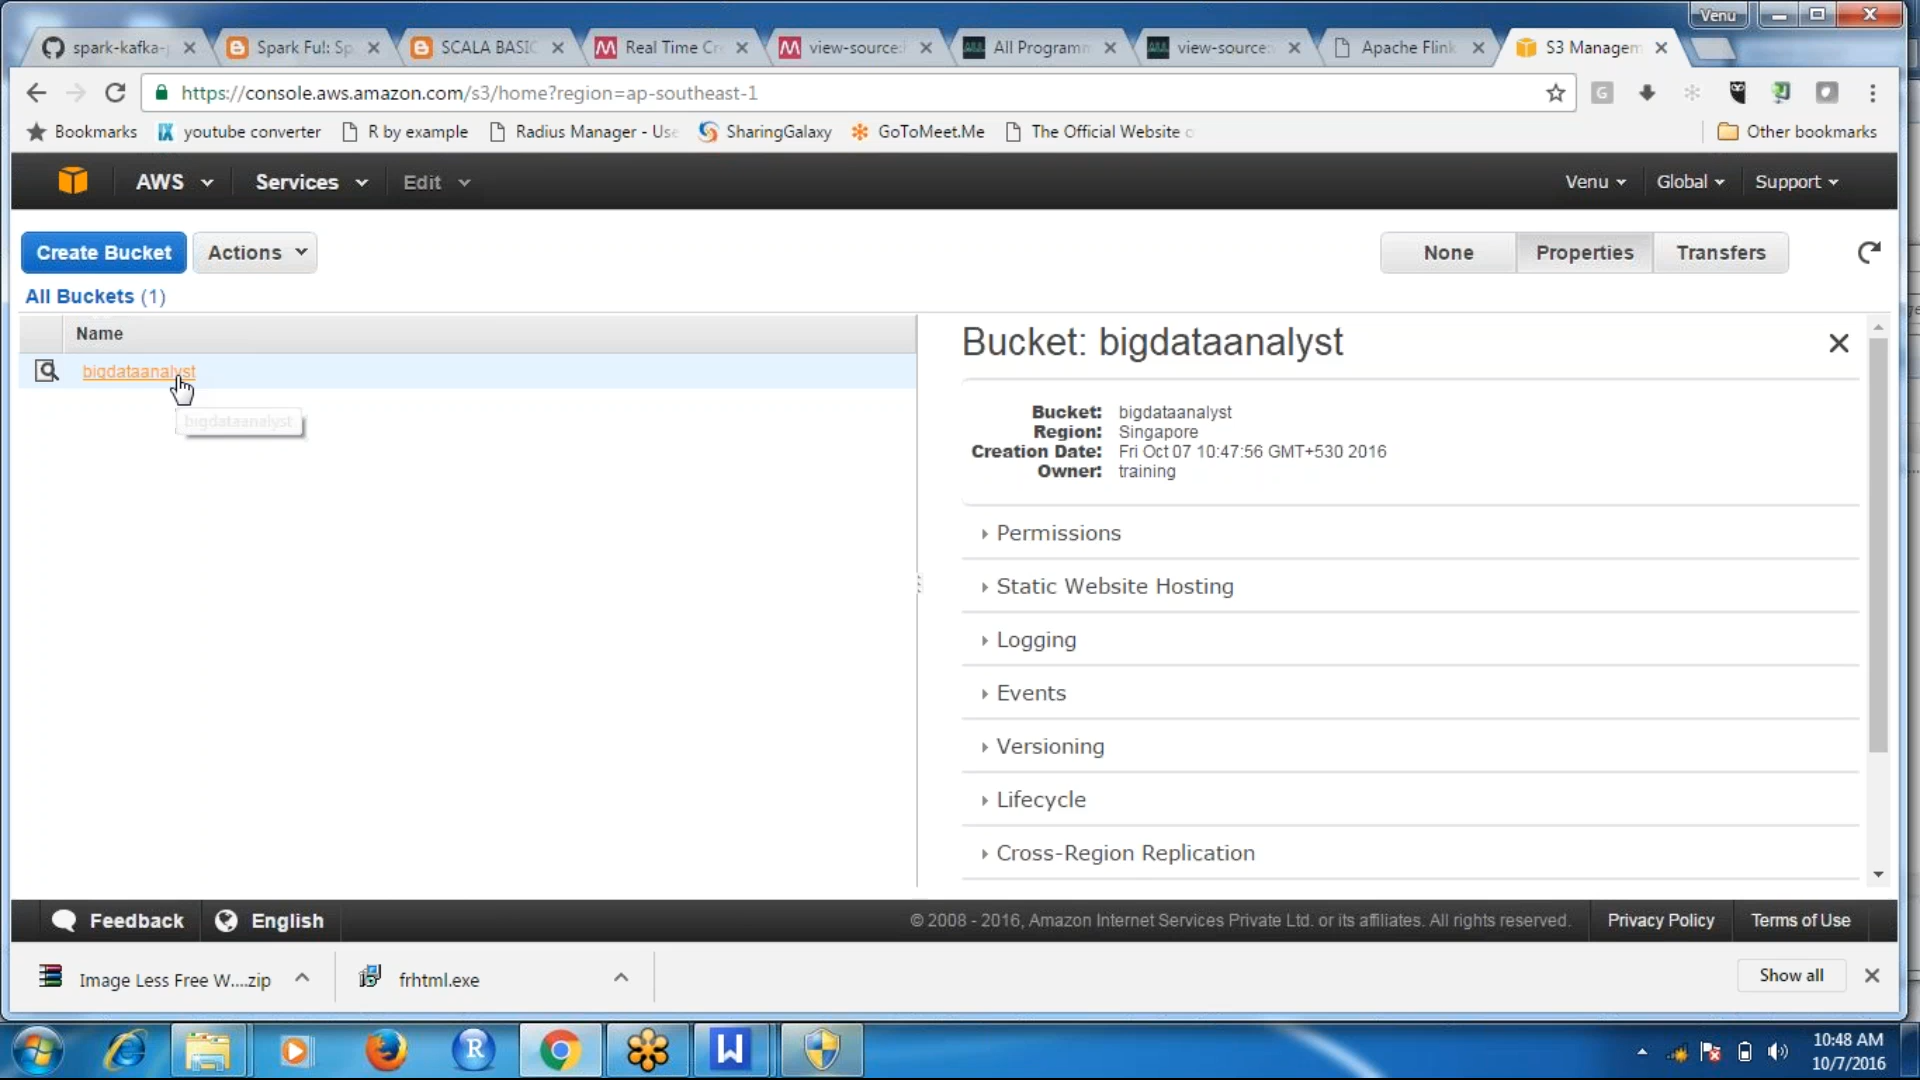 Venu
spark-kafka-
Spark Ful: Sp
SCALA BASIC
Real Time Cr
view-source:
All Programm
view-source:
Apache Flink
S3 Managem
https://console.aws.amazon.com/s3/home?region=ap-southeast-1
Bookmarks
youtube converter
R by example
Radius Manager - Use
SharingGalaxy
GoToMeet.Me
The Official Website o
Other bookmarks
AWS
Services
Edit
Venu
Global
Support
Create Bucket
Actions
None
Properties
Transfers
All Buckets (1)
Name
bigdataanalyst
bigdataanalyst
Bucket: bigdataanalyst
Bucket: bigdataanalyst
Region: Singapore
Creation Date: Fri Oct 07 10:47:56 GMT+530 2016
Owner: training
Permissions
Static Website Hosting
Logging
Events
Versioning
Lifecycle
Cross-Region Replication
Feedback
English
© 2008 - 2016, Amazon Internet Services Private Ltd. or its affiliates. All rights reserved.
Privacy Policy
Terms of Use
Image Less Free W....zip
frhtml.exe
Show all
10:48 AM
10/7/2016